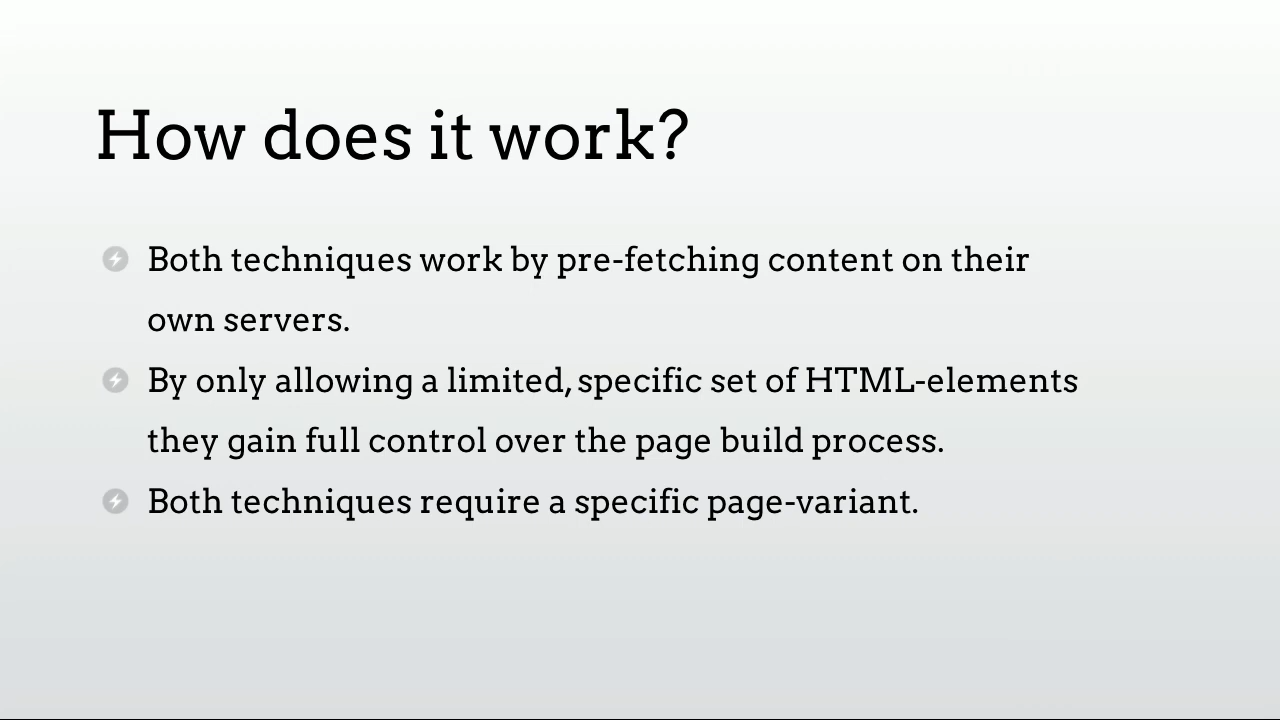 How does it work?
Both techniques work by pre-fetching content on their
own servers.
By only allowing a limited, specific set of HTML-elements
they gain full control over the page build process.
Both techniques require a specific page-variant.